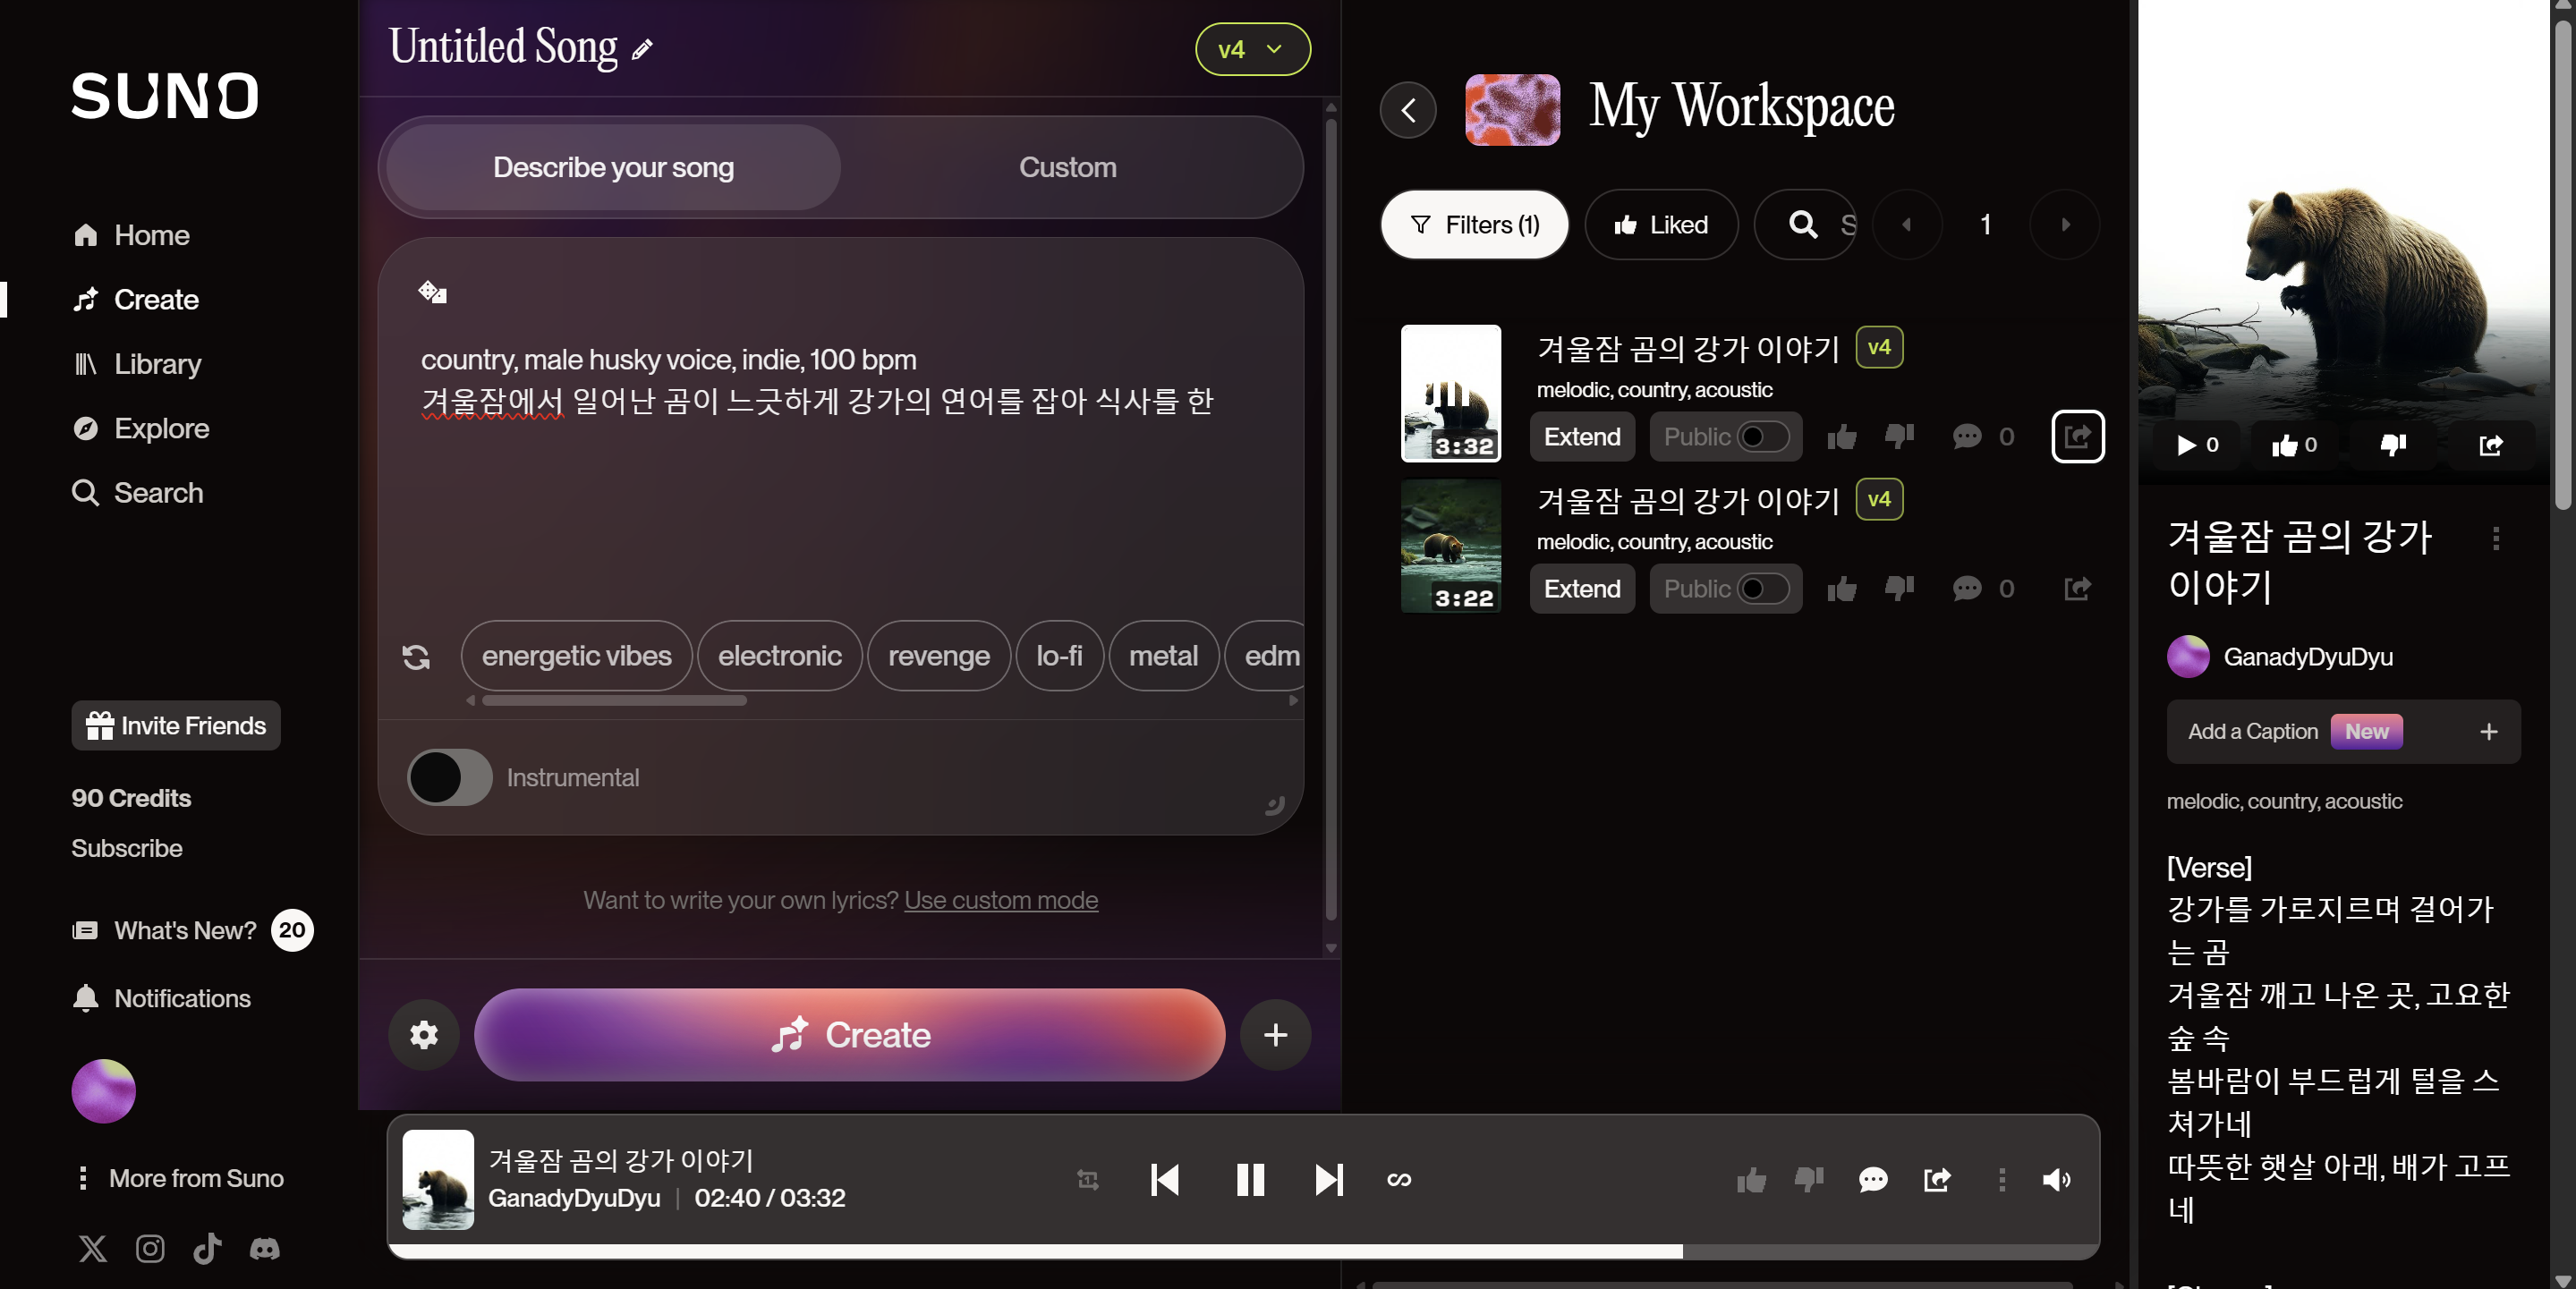 SUNO
Home
Create
Library
Explore
Search
Invite Friends
90 Credits
Subscribe
What's New? 20
Notifications
More from Suno
Untitled Song
v4
Describe your song
Custom
country, male husky voice, indie, 100 bpm
겨울잠에서 일어난 곰이 느긋하게 강가의 연어를 잡아 식사를 한
energetic vibes
electronic
revenge
lo-fi
metal
edm
Instrumental
Want to write your own lyrics? Use custom mode
Create
My Workspace
Filters (1)
Liked
S
1
겨울잠 곰의 강가 이야기 v4
melodic, country, acoustic
3:32
Extend
Public
0
겨울잠 곰의 강가 이야기 v4
melodic, country, acoustic
3:22
Extend
Public
0
0
0
겨울잠 곰의 강가
이야기
GanadyDyuDyu
Add a Caption New
melodic, country, acoustic
[Verse]
강가를 가로지르며 걸어가
는 곰
겨울잠 깨고 나온 곳, 고요한
숲 속
봄바람이 부드럽게 털을 스
쳐가네
따뜻한 햇살 아래, 배가 고프
네
겨울잠 곰의 강가 이야기
GanadyDyuDyu | 02:40 / 03:32